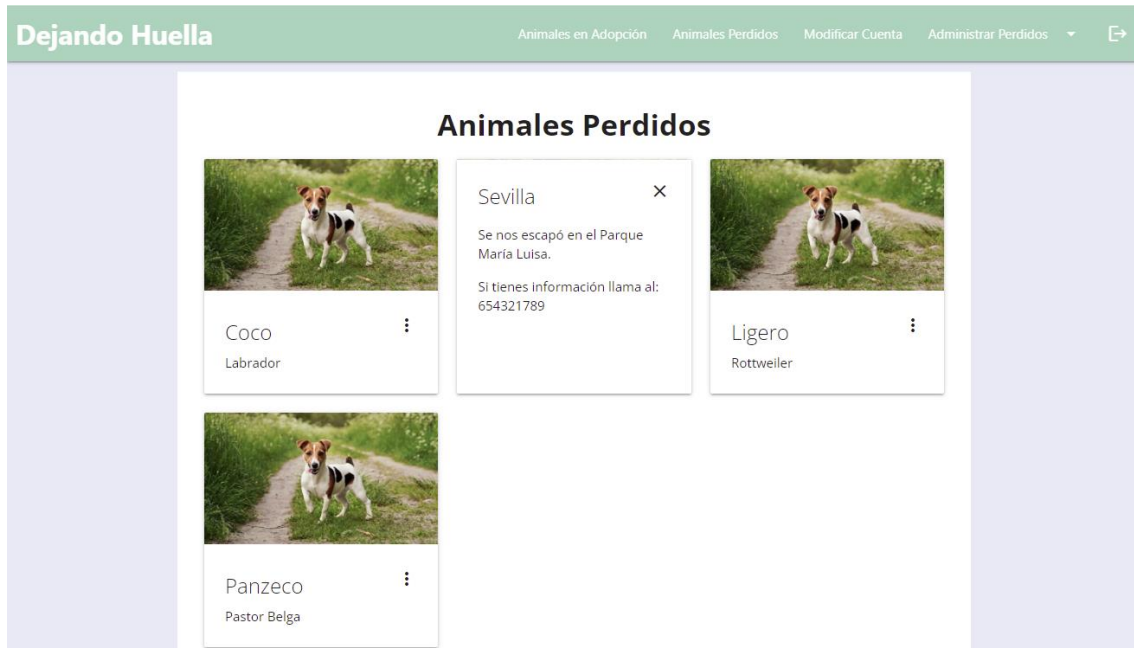 Dejando Huella
Animales en Adopción
Animales Perdidos
Modificar Cuenta
Administrar Perdidos
Animales Perdidos
Coco
Labrador
Sevilla
Se nos escapó en el Parque
María Luisa.
Si tienes información llama al:
654321789
Ligero
Rottweiler
Panzeco
Pastor Belga